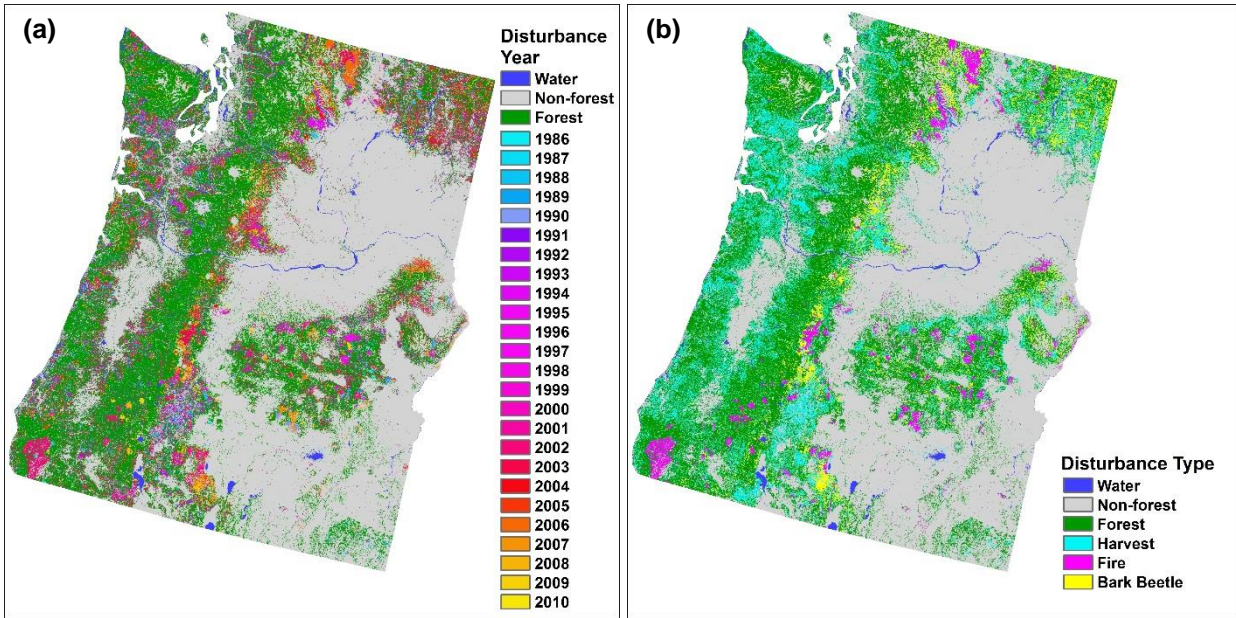 (a)
Disturbance
Year
Water
Non-forest
Forest
1986
1987
1988
1989
1990
1991
1992
1993
1994
1995
1996
1997
1998
1999
2000
2001
2002
2003
2004
2005
2006
2007
2008
2009
2010
(b)
Disturbance Type
Water
Non-forest
Forest
Harvest
Fire
Bark Beetle